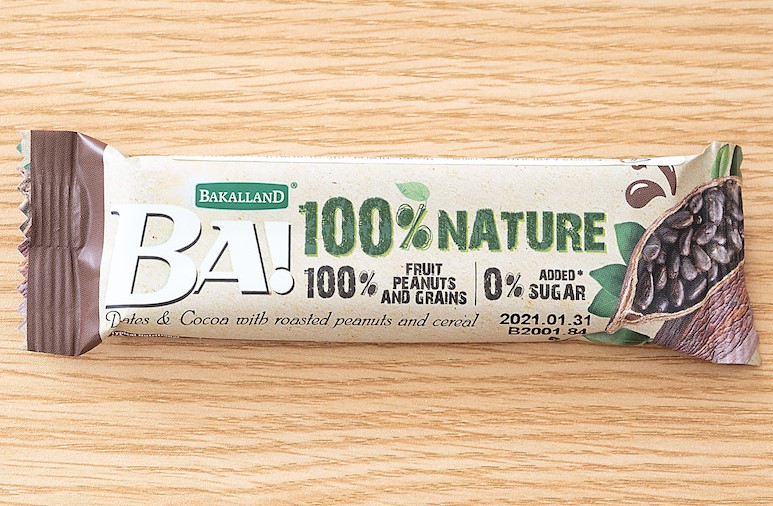 BAKALLAND®
BA!
100% NATURE
100% FRUIT PEANUTS AND GRAINS
0% ADDED* SUGAR
Dates & Cocoa with roasted peanuts and cereal
2021.01.31
B2001.84